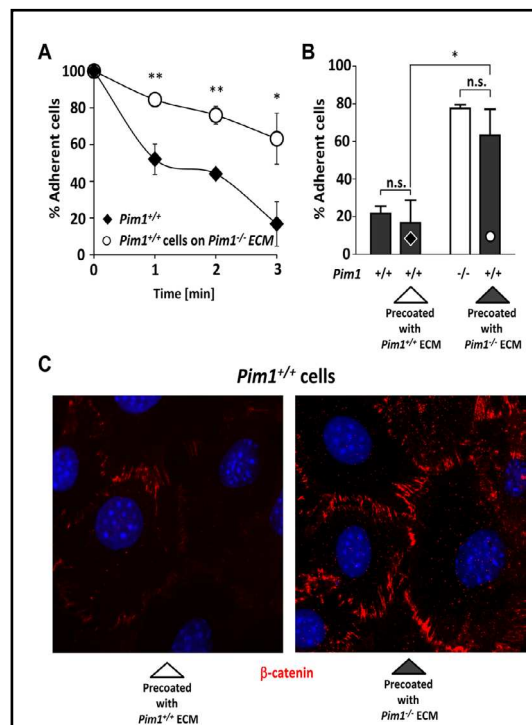 A
% Adherent cells
100
80
60
40
20
0
**
**
*
Pim1+/+
Pim1+/+ cells on Pim1-/- ECM
0 1 2 3
Time [min]
B
% Adherent cells
100
80
60
40
20
0
*
n.s.
n.s.
Pim1 +/+ +/+ -/- +/+
Precoated
with
Pim1+/+ ECM
Precoated
with
Pim1-/- ECM
C
Pim1+/+ cells
Precoated
with
Pim1+/+ ECM
β-catenin
Precoated
with
Pim1-/- ECM